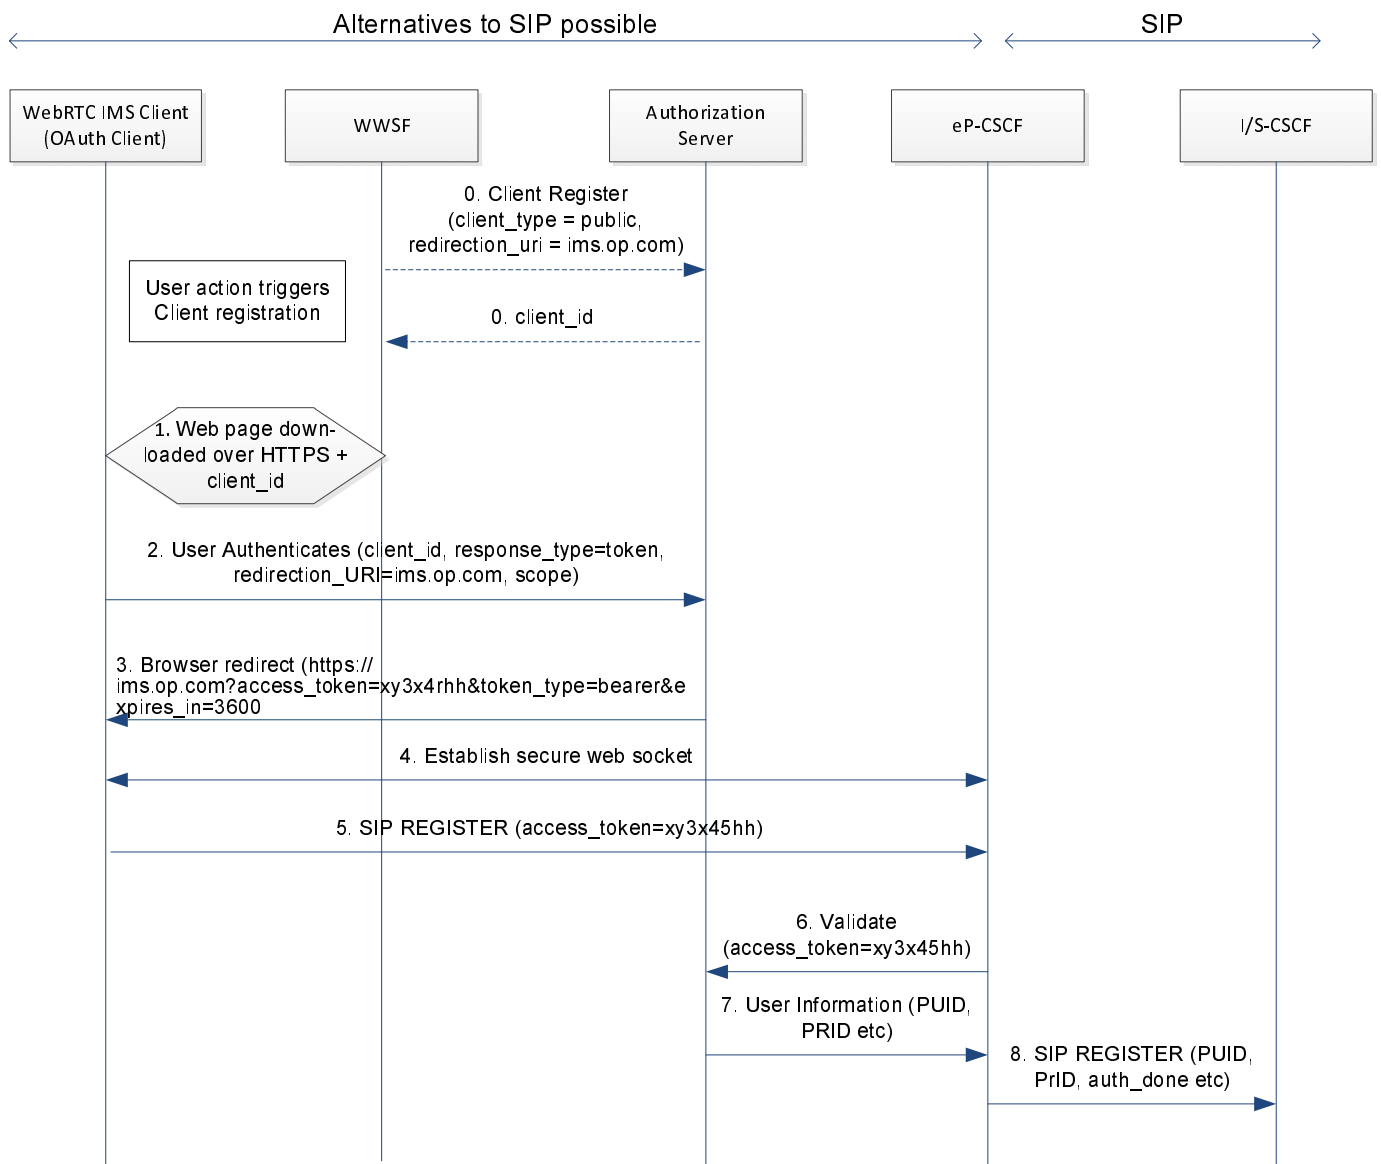 Alternatives to SIP possible
SIP
WebRTC IMS Client
(OAuth Client)
WWSF
Authorization
Server
eP-CSCF
I/S-CSCF
0. Client Register
(client_type = public,
redirection_uri = ims.op.com)
User action triggers
Client registration
0. client_id
1. Web page down-
loaded over HTTPS +
client_id
2. User Authenticates (client_id, response_type=token,
redirection_URI=ims.op.com, scope)
3. Browser redirect (https://
ims.op.com?access_token=xy3x4rhh&token_type=bearer&e
xpires_in=3600
4. Establish secure web socket
5. SIP REGISTER (access_token=xy3x45hh)
6. Validate
(access_token=xy3x45hh)
7. User Information (PUID,
PRID etc)
8. SIP REGISTER (PUID,
PrID, auth_done etc)